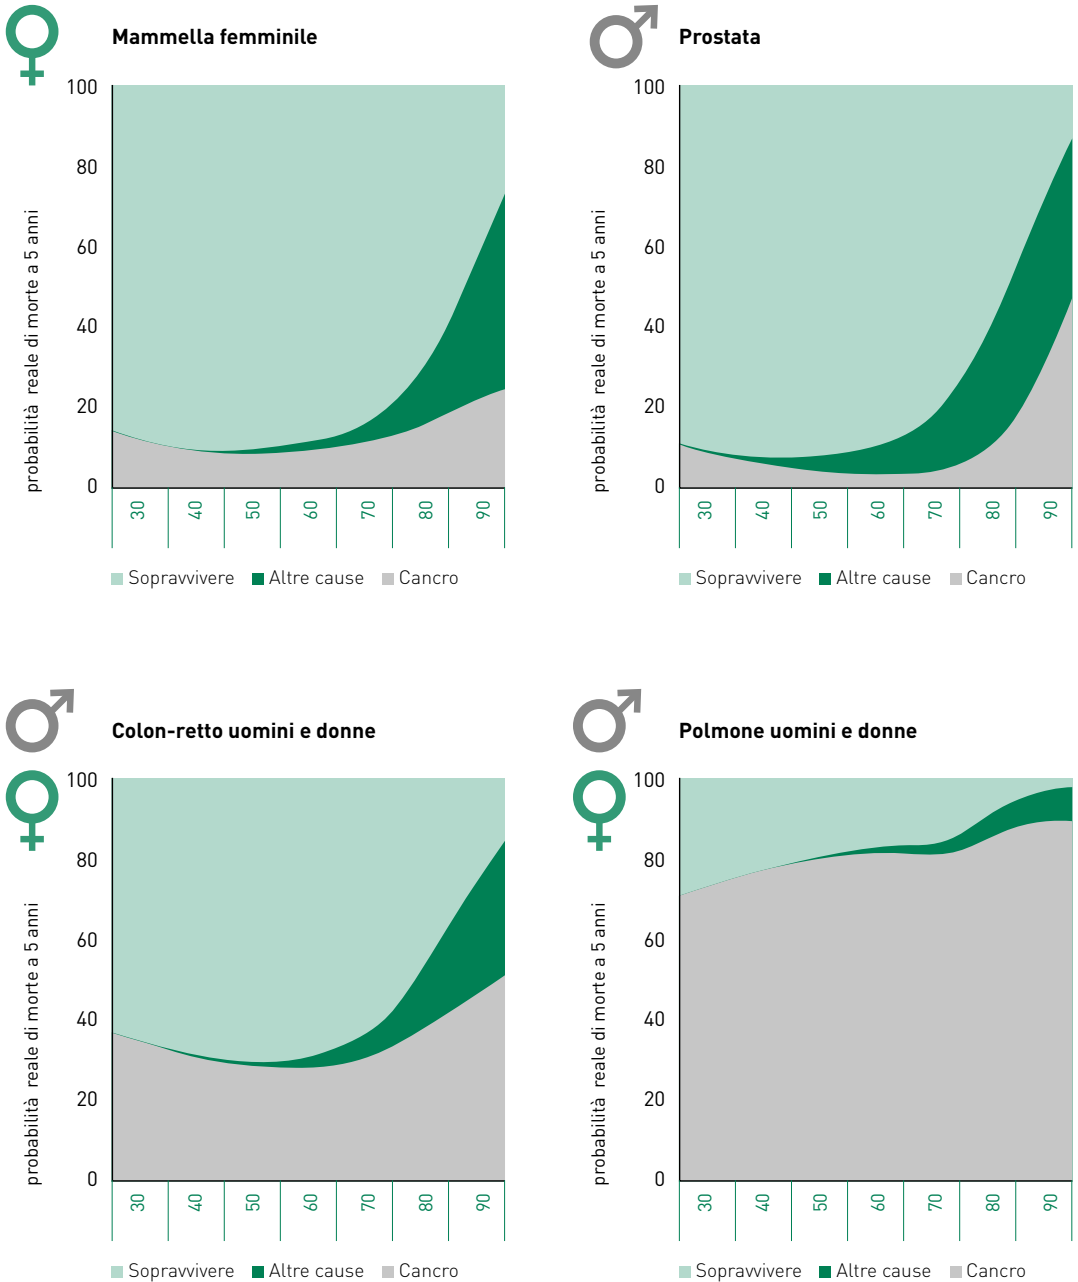 Mammella femminile
probabilità reale di morte a 5 anni
100
80
60
40
20
0
30 40 50 60 70 80 90
Sopravvivere Altre cause Cancro
Prostata
probabilità reale di morte a 5 anni
100
80
60
40
20
0
30 40 50 60 70 80 90
Sopravvivere Altre cause Cancro
Colon-retto uomini e donne
probabilità reale di morte a 5 anni
100
80
60
40
20
0
30 40 50 60 70 80 90
Sopravvivere Altre cause Cancro
Polmone uomini e donne
probabilità reale di morte a 5 anni
100
80
60
40
20
0
30 40 50 60 70 80 90
Sopravvivere Altre cause Cancro